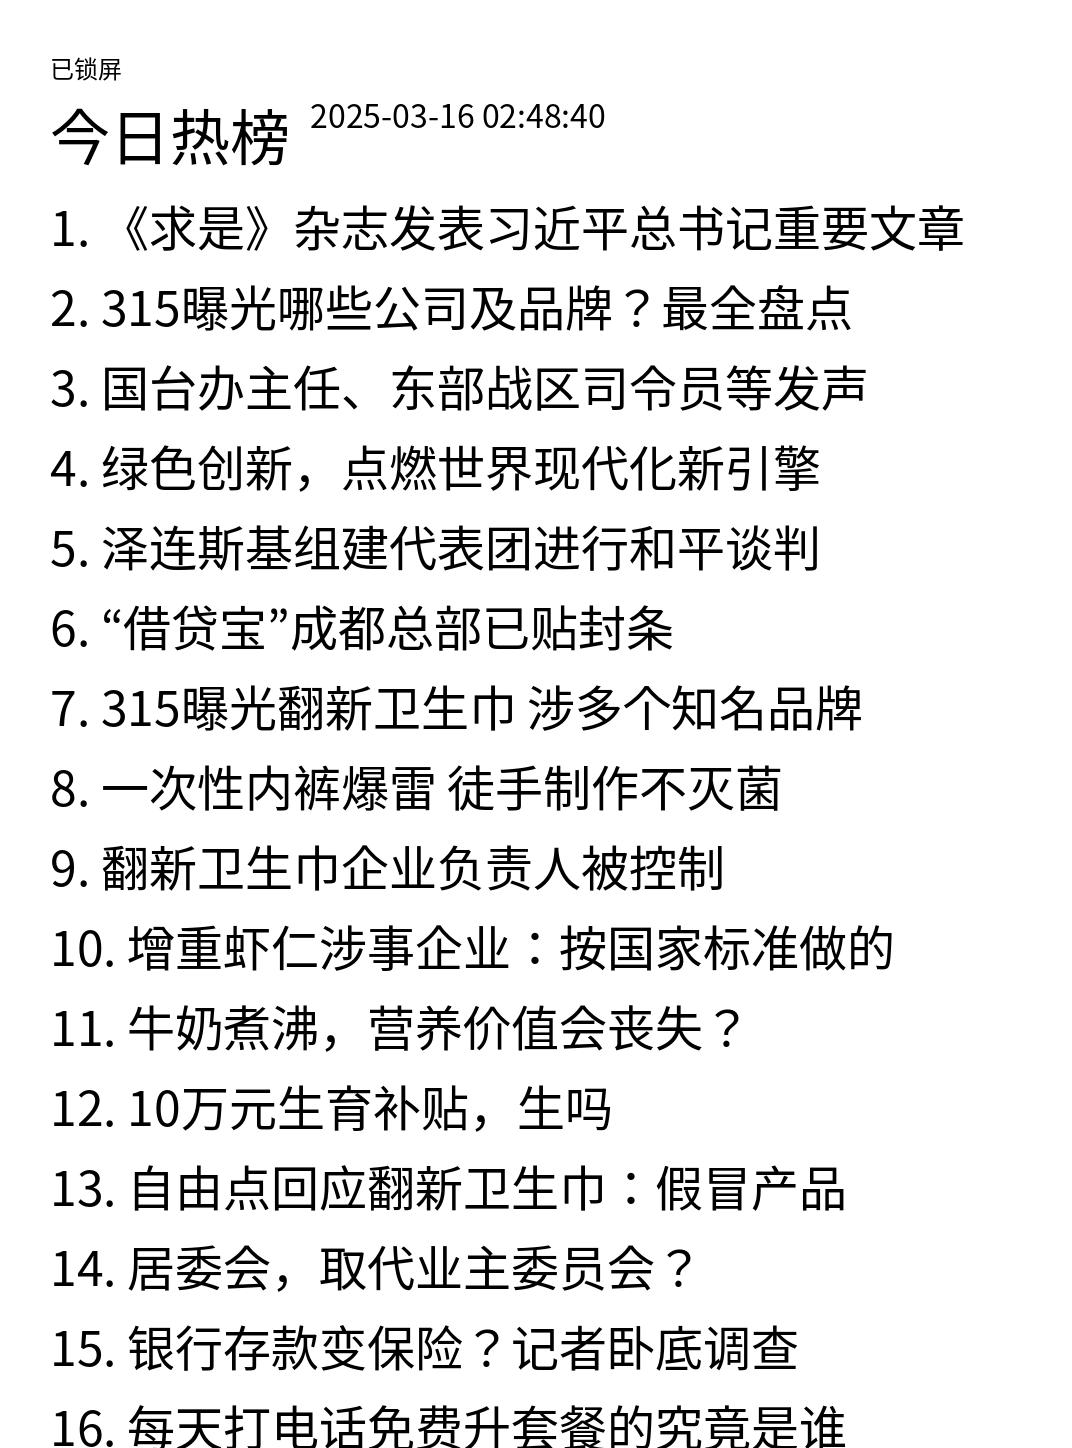 已锁屏
今日热榜 2025-03-16 02:48:40
1. 《求是》杂志发表习近平总书记重要文章
2. 315曝光哪些公司及品牌？最全盘点
3. 国台办主任、东部战区司令员等发声
4. 绿色创新，点燃世界现代化新引擎
5. 泽连斯基组建代表团进行和平谈判
6. “借贷宝”成都总部已贴封条
7. 315曝光翻新卫生巾 涉多个知名品牌
8. 一次性内裤爆雷 徒手制作不灭菌
9. 翻新卫生巾企业负责人被控制
10. 增重虾仁涉事企业：按国家标准做的
11. 牛奶煮沸，营养价值会丧失？
12. 10万元生育补贴，生吗
13. 自由点回应翻新卫生巾：假冒产品
14. 居委会，取代业主委员会？
15. 银行存款变保险？记者卧底调查
16. 每天打电话免费升套餐的究竟是谁